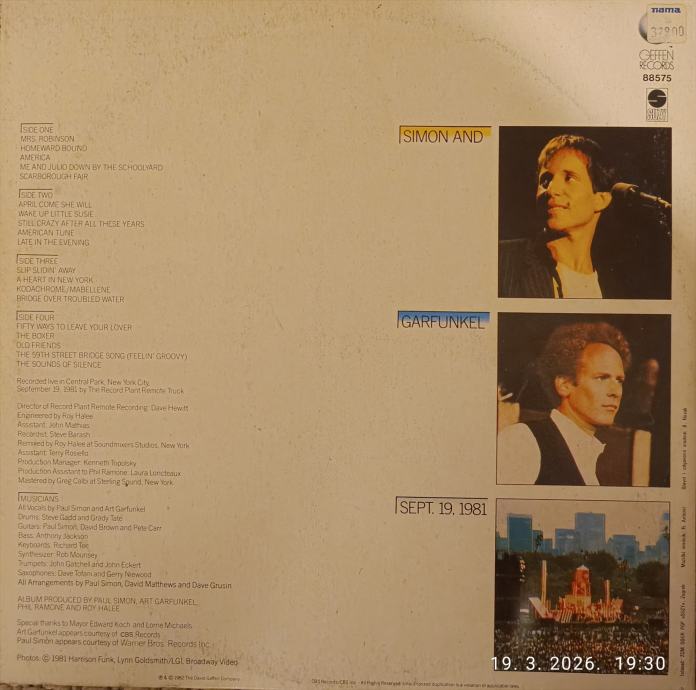 nama
37800
GEFFEN
RECORDS
88575
SUZY
SIDE ONE
MRS. ROBINSON
HOMEWARD BOUND
AMERICA
ME AND JULIO DOWN BY THE SCHOOLYARD
SCARBOROUGH FAIR
SIDE TWO
APRIL COME SHE WILL
WAKE UP LITTLE SUSIE
STILL CRAZY AFTER ALL THESE YEARS
AMERICAN TUNE
LATE IN THE EVENING
SIDE THREE
SLIP SLIDIN' AWAY
A HEART IN NEW YORK
KODACHROME/MABELLENE
BRIDGE OVER TROUBLED WATER
SIDE FOUR
FIFTY WAYS TO LEAVE YOUR LOVER
THE BOXER
OLD FRIENDS
THE 59TH STREET BRIDGE SONG (FEELIN' GROOVY)
THE SOUNDS OF SILENCE
Recorded live in Central Park, New York City,
September 19, 1981 by The Record Plant Remote Truck
Director of Record Plant Remote Recording: Dave Hewitt
Engineered by Roy Halee
Assistant: John Mathias
Recordist: Steve Barash
Remixed by Roy Halee at Soundmixers Studios, New York
Assistant: Terry Rosiello
Production Manager: Kenneth Topolsky
Production Assistant to Phil Ramone: Laura Loncteaux
Mastered by Greg Calbi at Sterling Sound, New York
MUSICIANS
All Vocals by Paul Simon and Art Garfunkel
Drums: Steve Gadd and Grady Tate
Guitars: Paul Simon, David Brown and Pete Carr
Bass: Anthony Jackson
Keyboards: Richard Tee
Synthesizer: Rob Mounsey
Trumpets: John Gatchell and John Eckert
Saxophones: Dave Tofani and Gerry Niewood
All Arrangements by Paul Simon, David Matthews and Dave Grusin
ALBUM PRODUCED BY PAUL SIMON, ART GARFUNKEL,
PHIL RAMONE AND ROY HALEE
Special thanks to Mayor Edward Koch and Lorne Michaels
Art Garfunkel appears courtesy of CBS Records
Paul Simon appears courtesy of Warner Bros. Records Inc.
Photos: © 1981 Harrison Funk, Lynn Goldsmith/LGI, Broadway Video
℗ & © 1982 The David Geffen Company
SIMON AND
GARFUNKEL
SEPT. 19, 1981
19. 3. 2026. 19:30